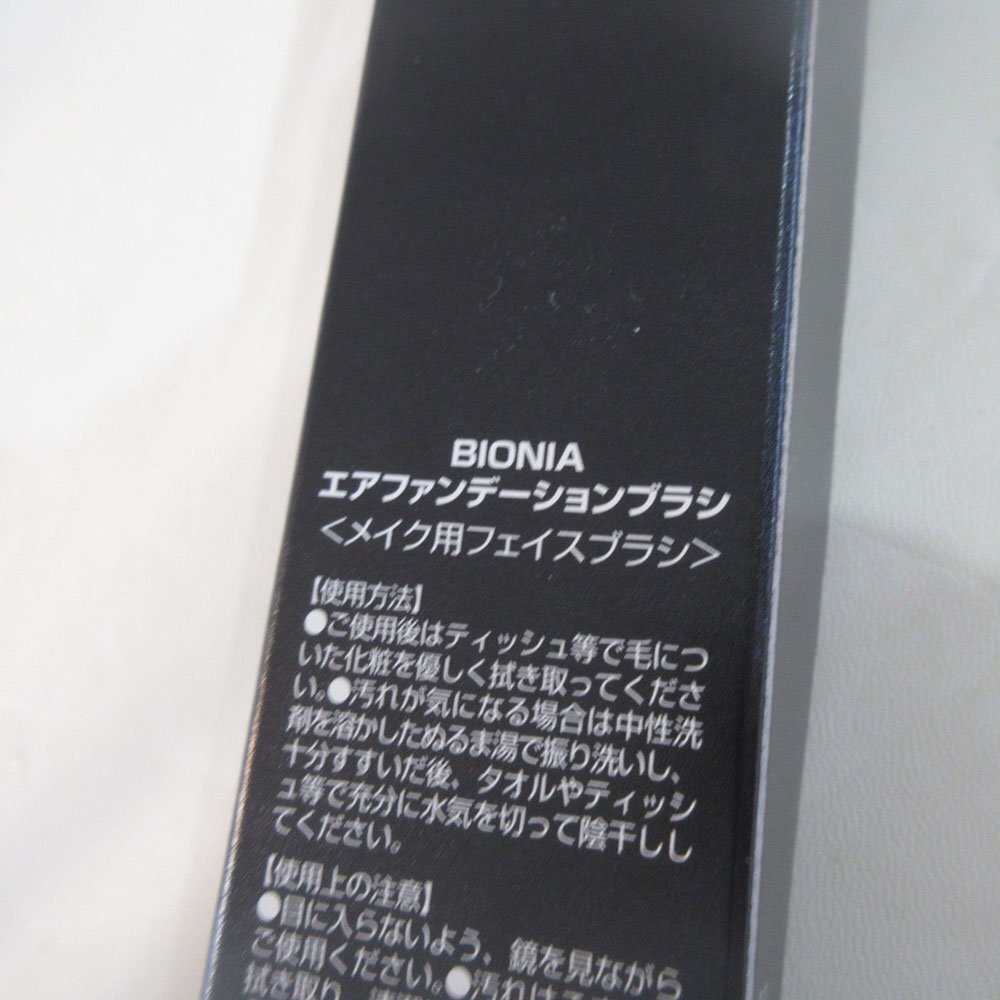 BIONIA
エアファンデーションブラシ
＜メイク用フェイスブラシ＞
【使用方法】
●ご使用後はティッシュ等で毛につ
いた化粧を優しく拭き取ってくださ
い。●汚れが気になる場合は中性洗
剤を溶かしたぬるま湯で振り洗いし、
十分すすいだ後、タオルやティッシ
ュ等で充分に水気を切って陰干しし
てください。
【使用上の注意】
●目に入らないよう、鏡を見ながら
ご使用ください。●汚れは
拭き取り、清潔